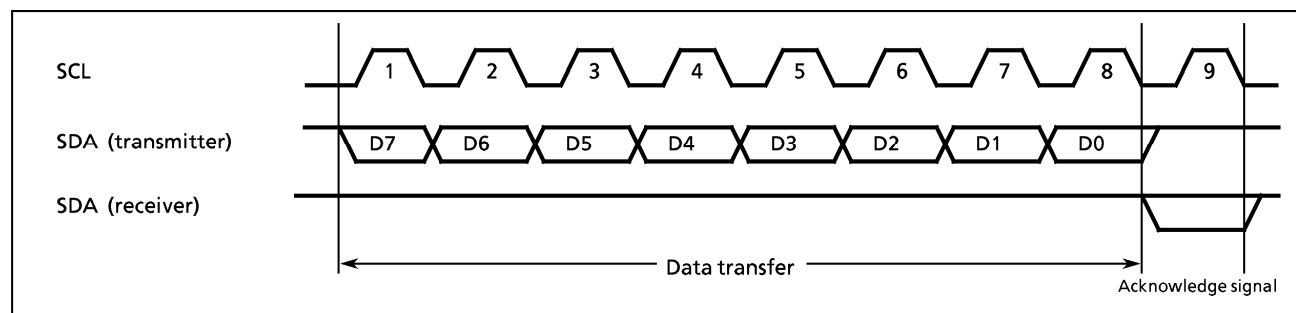 SCL 1 2 3 4 5 6 7 8 9
SDA (transmitter) D7 D6 D5 D4 D3 D2 D1 D0
SDA (receiver)
Data transfer
Acknowledge signal